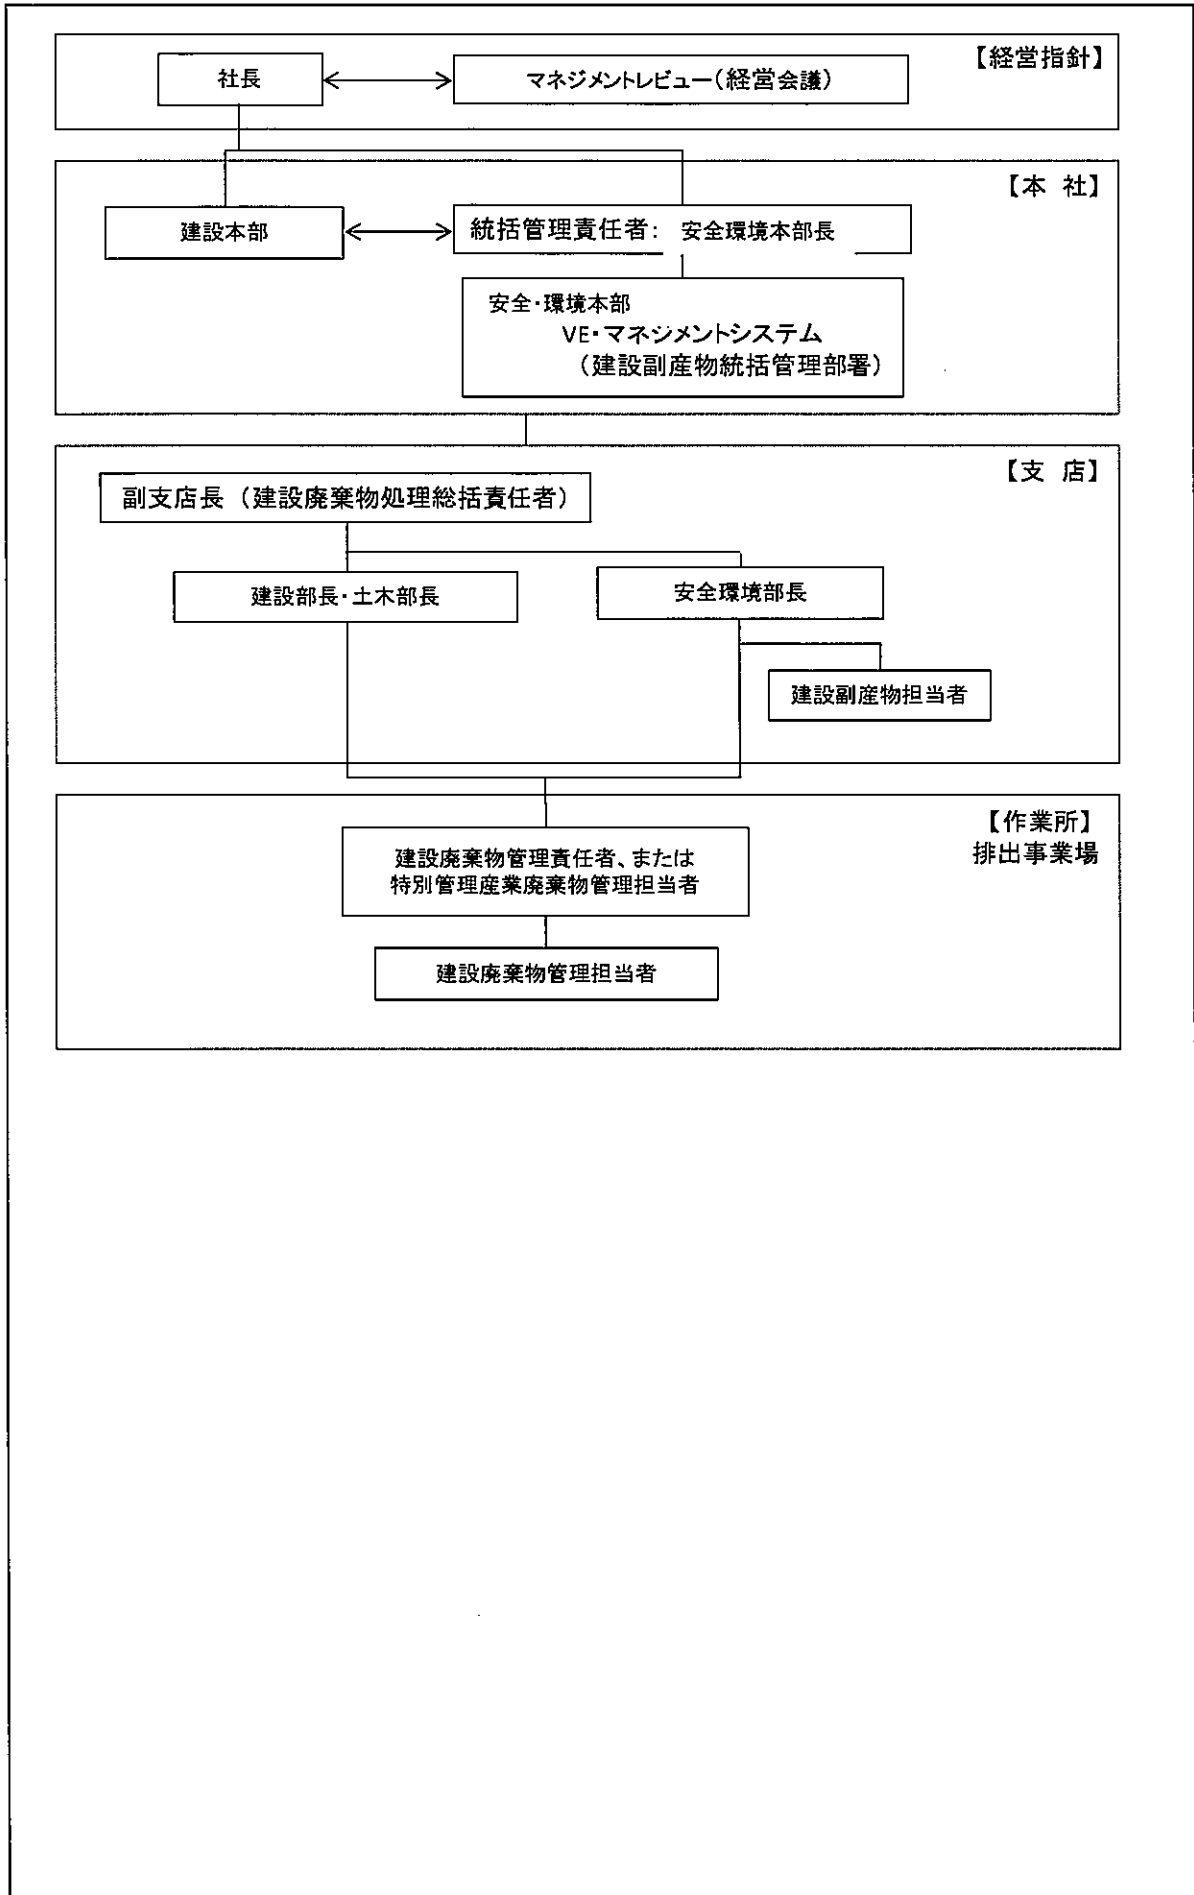 【経営指針】
社長
マネジメントレビュー(経営会議)
【本 社】
建設本部
統括管理責任者: 安全環境本部長
安全・環境本部
VE・マネジメントシステム
(建設副産物統括管理部署)
【支 店】
副支店長 (建設廃棄物処理総括責任者)
建設部長・土木部長
安全環境部長
建設副産物担当者
【作業所】
排出事業場
建設廃棄物管理責任者、または
特別管理産業廃棄物管理担当者
建設廃棄物管理担当者